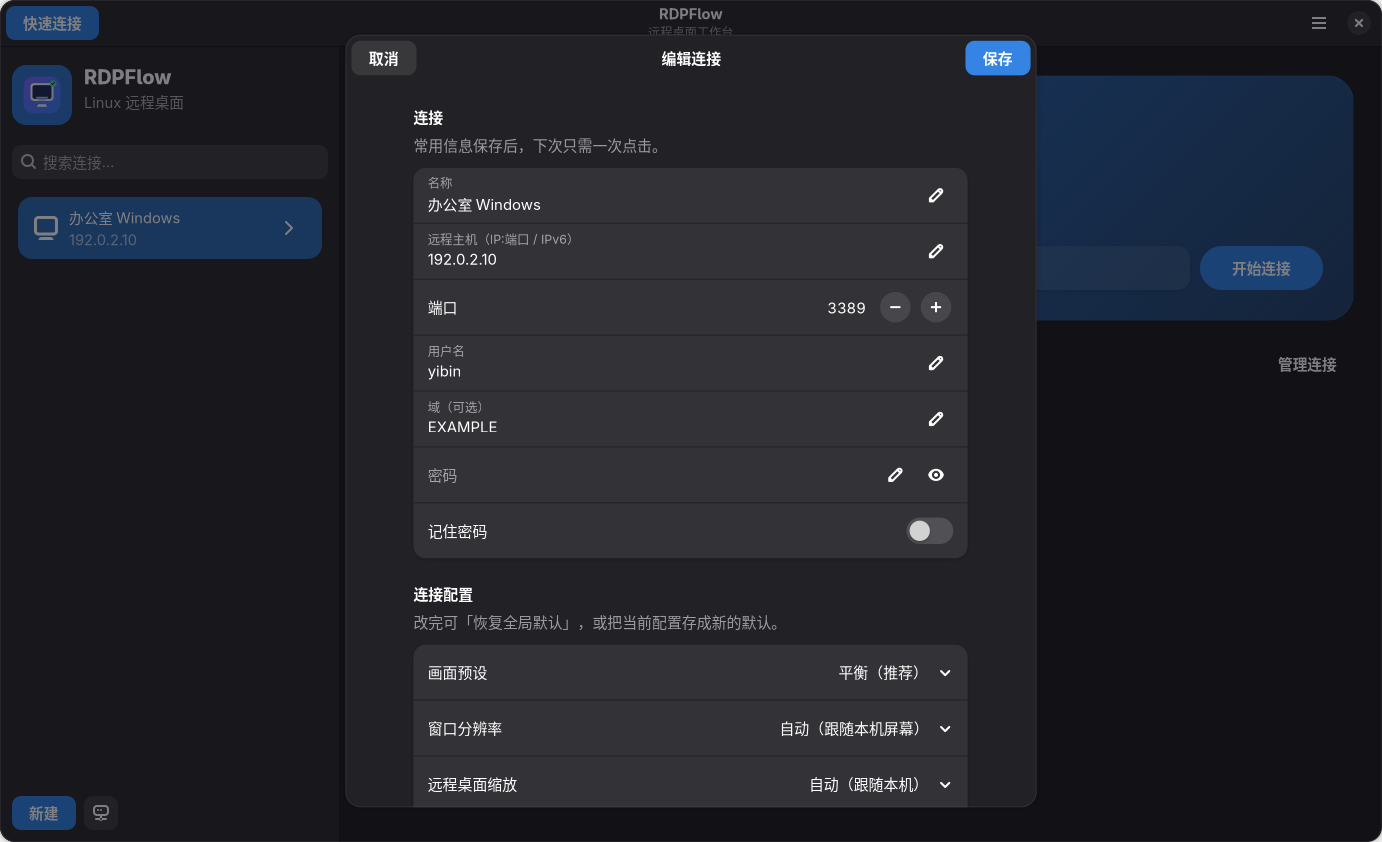 快速连接
RDPFlow
远程桌面工作台
RDPFlow
Linux 远程桌面
搜索连接...
办公室 Windows
192.0.2.10
新建
取消
编辑连接
保存
连接
常用信息保存后，下次只需一次点击。
名称
办公室 Windows
远程主机（IP:端口 / IPv6）
192.0.2.10
端口
3389
用户名
yibin
域（可选）
EXAMPLE
密码
记住密码
连接配置
改完可「恢复全局默认」，或把当前配置存成新的默认。
画面预设
平衡（推荐）
窗口分辨率
自动（跟随本机屏幕）
远程桌面缩放
自动（跟随本机）
开始连接
管理连接